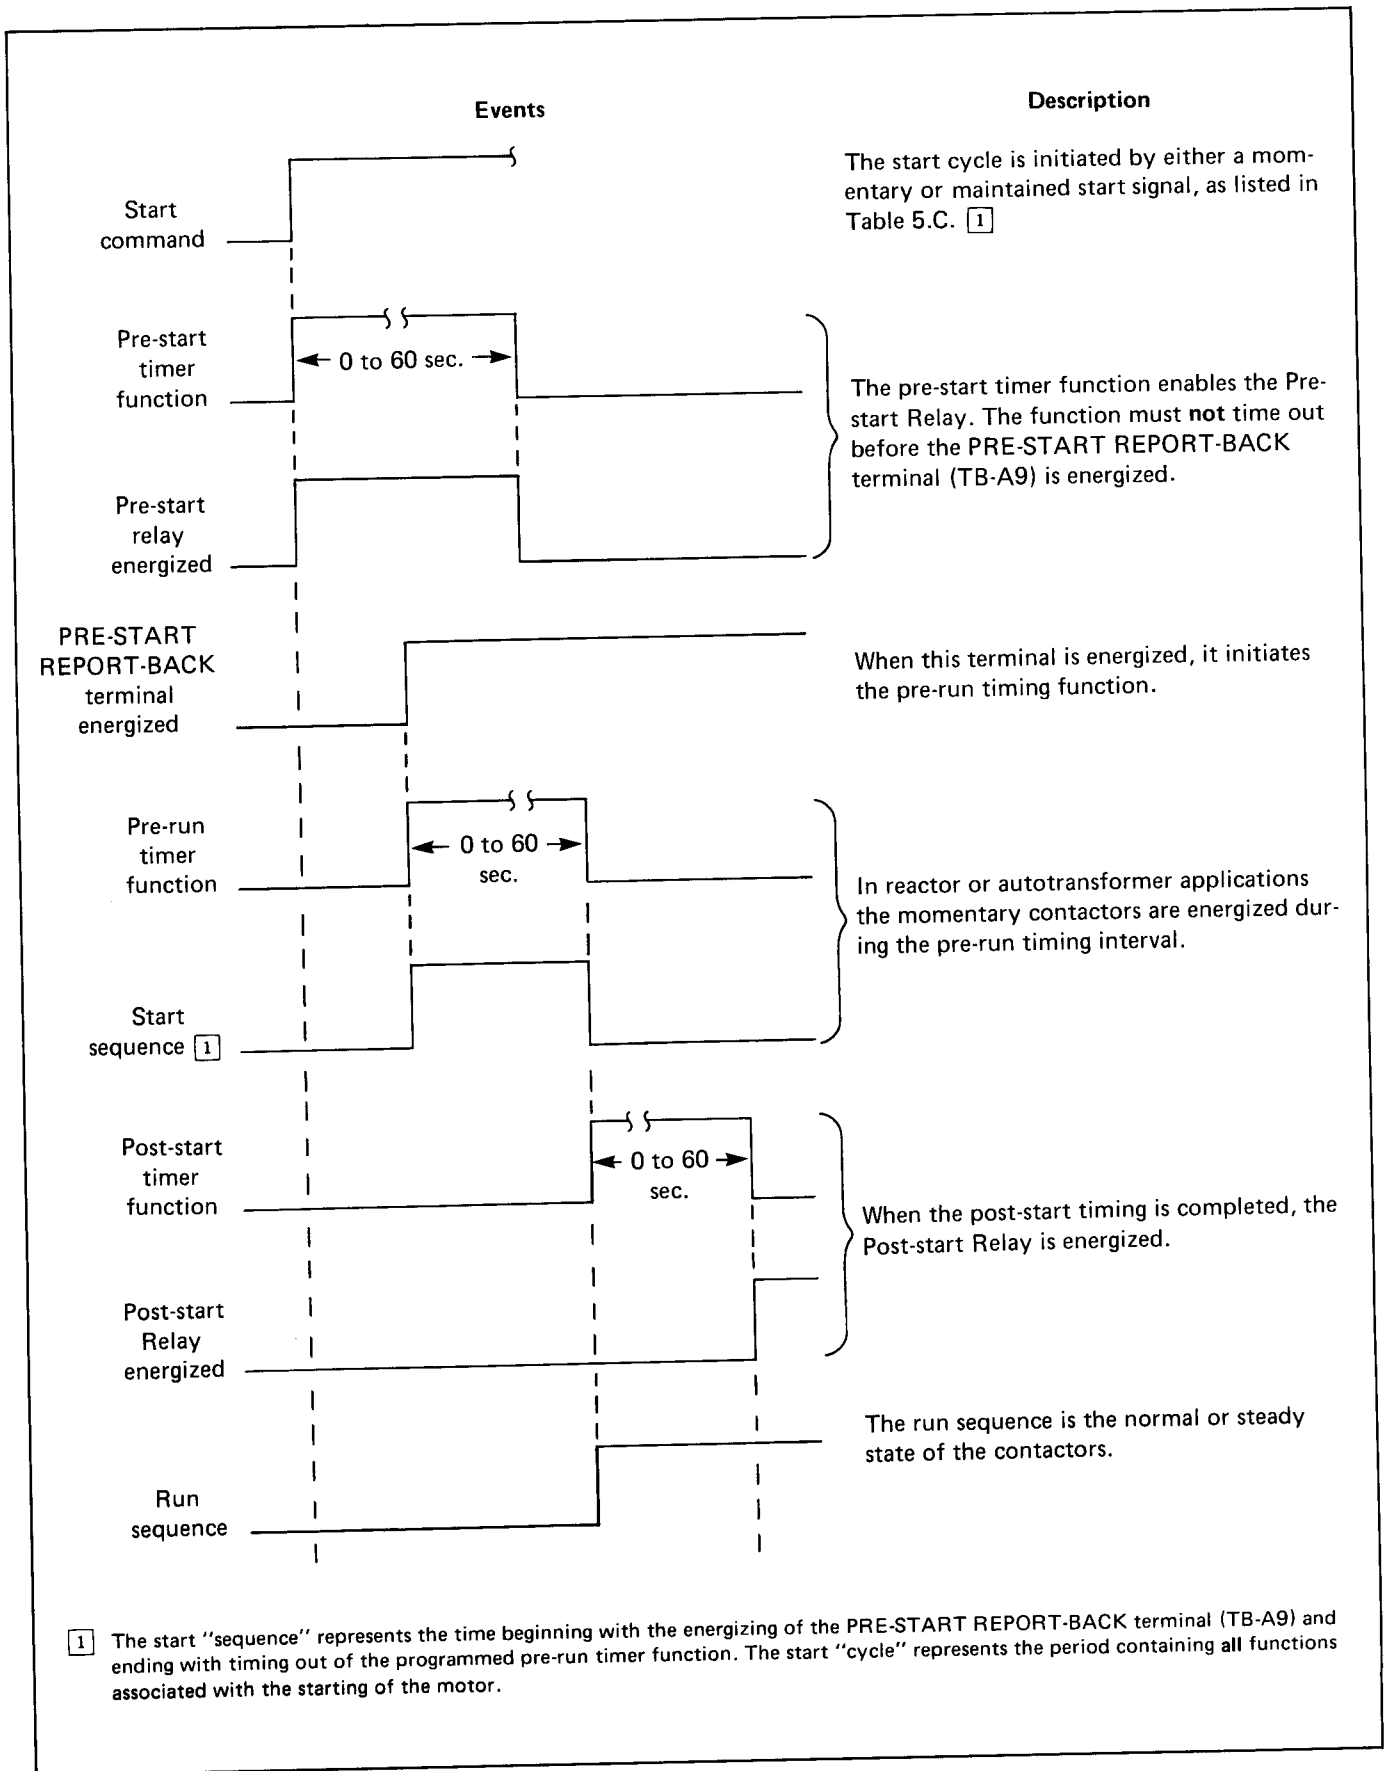 Events
Description
Start
command
The start cycle is initiated by either a mom-
entary or maintained start signal, as listed in
Table 5.C. 1
Pre-start
timer
function
0 to 60 sec.
Pre-start
relay
energized
The pre-start timer function enables the Pre-
start Relay. The function must not time out
before the PRE-START REPORT-BACK
terminal (TB-A9) is energized.
PRE-START
REPORT-BACK
terminal
energized
When this terminal is energized, it initiates
the pre-run timing function.
Pre-run
timer
function
0 to 60
sec.
Start
sequence 1
In reactor or autotransformer applications
the momentary contactors are energized dur-
ing the pre-run timing interval.
Post-start
timer
function
0 to 60
sec.
Post-start
Relay
energized
When the post-start timing is completed, the
Post-start Relay is energized.
Run
sequence
The run sequence is the normal or steady
state of the contactors.
1 The start "sequence" represents the time beginning with the energizing of the PRE-START REPORT-BACK terminal (TB-A9) and
ending with timing out of the programmed pre-run timer function. The start "cycle" represents the period containing all functions
associated with the starting of the motor.